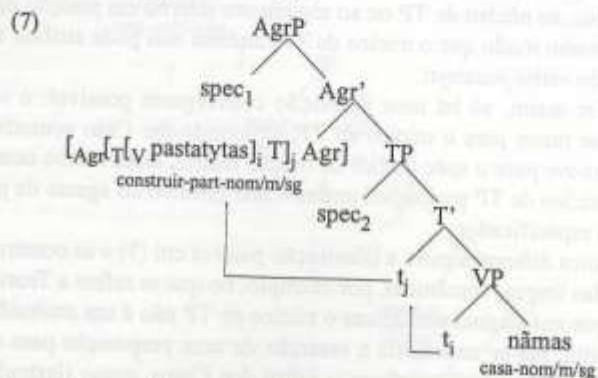 (7)
AgrP
spec₁ Agr'
[Agr[T[V pastatytas]i T]j Agr] TP
construir-part-nom/m/sg
spec₂ T'
tj VP
ti nãmas
casa-nom/m/sg